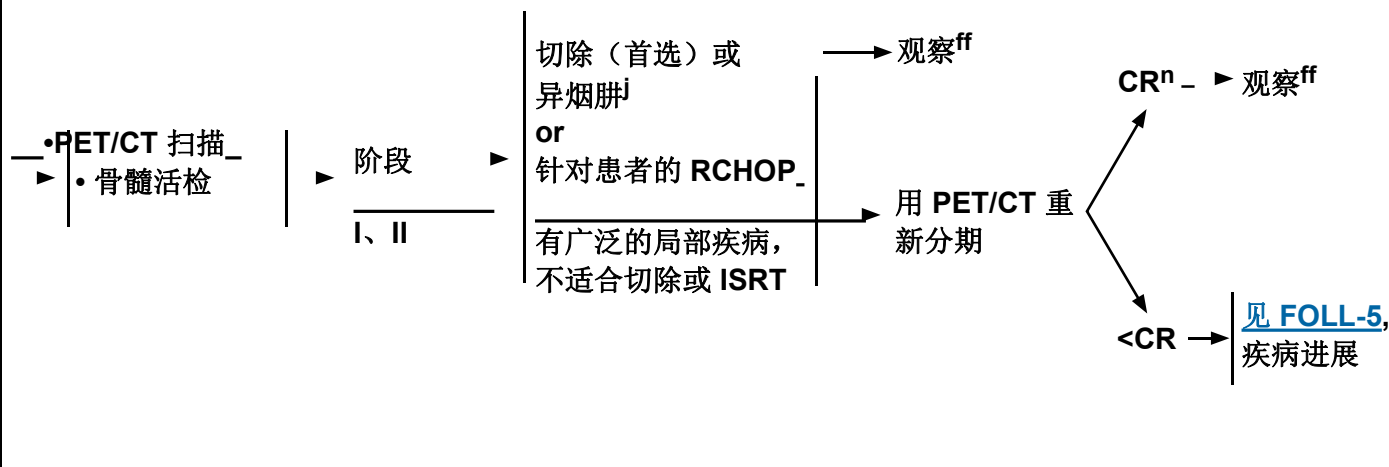 •PET/CT 扫描
• 骨髓活检
阶段
I、II
切除（首选）或
异烟肼j
or
针对患者的 RCHOP
有广泛的局部疾病，
不适合切除或 ISRT
观察ff
用 PET/CT 重
新分期
CRn – 观察ff
<CR
见 FOLL-5,
疾病进展